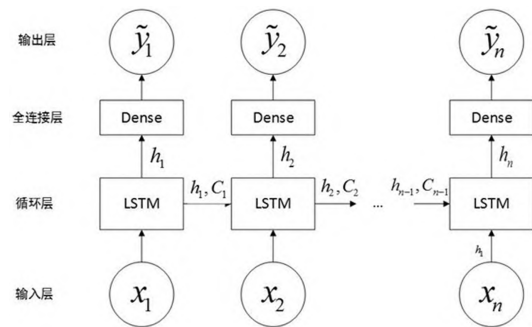 输出层 ỹ₁ ỹ₂ ỹₙ
全连接层 Dense Dense Dense
h₁ h₂ hₙ
循环层 LSTM h₁, C₁ LSTM h₂, C₂ ... hₙ₋₁, Cₙ₋₁ LSTM
h₁
输入层 x₁ x₂ xₙ